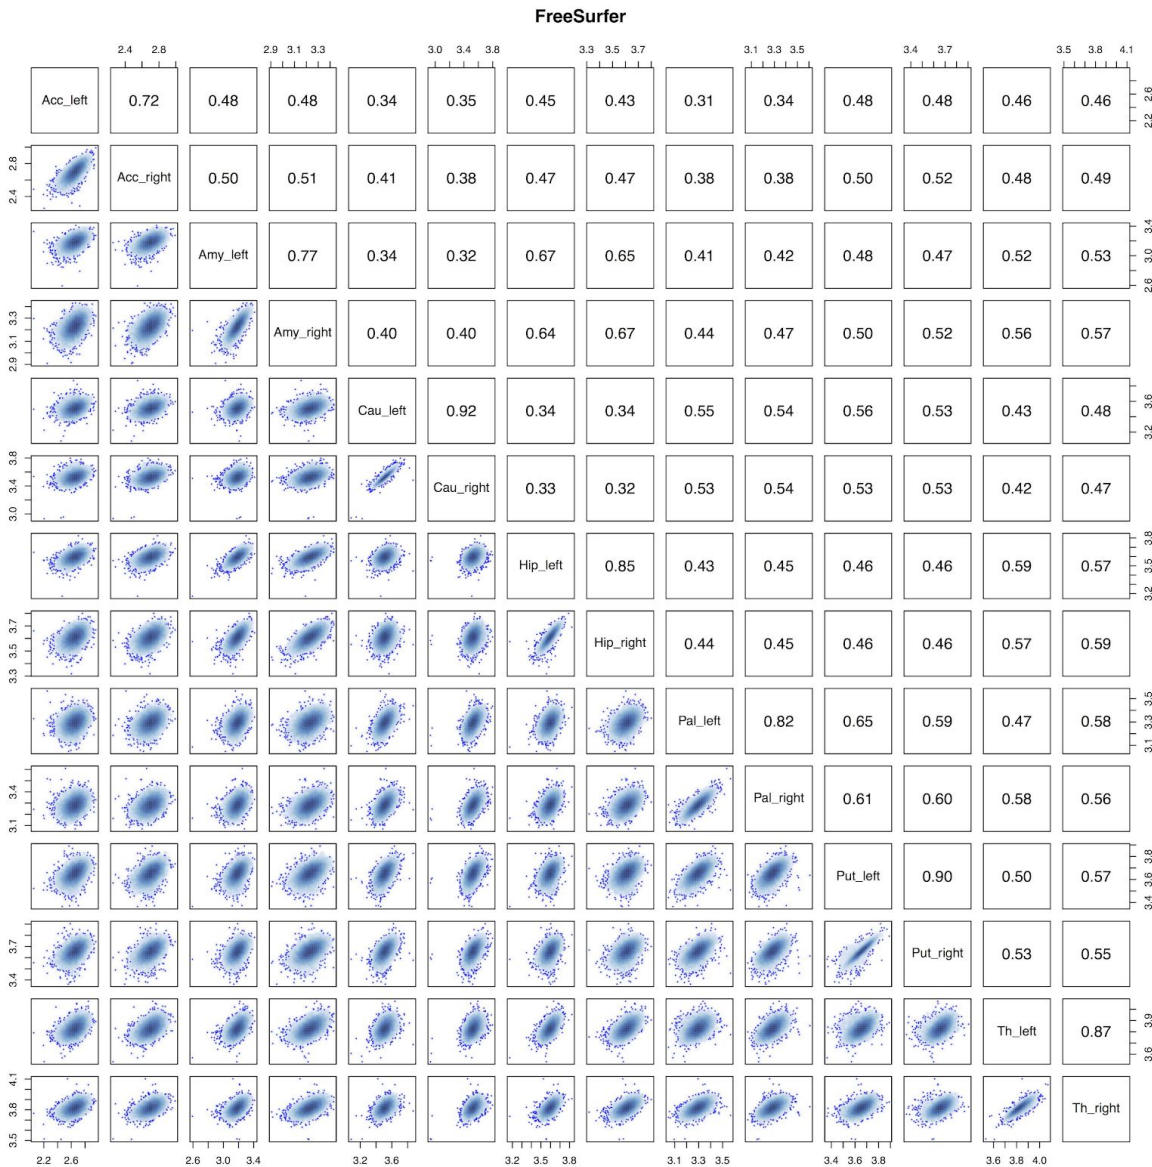 FreeSurfer
2.4 2.8 2.9 3.1 3.3 3.0 3.4 3.8 3.3 3.5 3.7 3.1 3.3 3.5 3.4 3.7 3.5 3.8 4.1
Acc_left 0.72 0.48 0.48 0.34 0.35 0.45 0.43 0.31 0.34 0.48 0.48 0.46 0.46 2.2 2.6
2.4 2.8 Acc_right 0.50 0.51 0.41 0.38 0.47 0.47 0.38 0.38 0.50 0.52 0.48 0.49
Amy_left 0.77 0.34 0.32 0.67 0.65 0.41 0.42 0.48 0.47 0.52 0.53 2.6 3.0 3.4
2.9 3.1 3.3 Amy_right 0.40 0.40 0.64 0.67 0.44 0.47 0.50 0.52 0.56 0.57
Cau_left 0.92 0.34 0.34 0.55 0.54 0.56 0.53 0.43 0.48 3.2 3.6
3.0 3.4 3.8 Cau_right 0.33 0.32 0.53 0.54 0.53 0.53 0.42 0.47
Hip_left 0.85 0.43 0.45 0.46 0.46 0.59 0.57 3.2 3.5 3.8
3.3 3.5 3.7 Hip_right 0.44 0.45 0.46 0.46 0.57 0.59
Pal_left 0.82 0.65 0.59 0.47 0.58 3.1 3.3 3.5
3.1 3.4 Pal_right 0.61 0.60 0.58 0.56
Put_left 0.90 0.50 0.57 3.4 3.6 3.8
3.4 3.7 Put_right 0.53 0.55
Th_left 0.87 3.6 3.9
3.5 3.8 4.1 Th_right
2.2 2.6 2.6 3.0 3.4 3.2 3.6 3.2 3.5 3.8 3.1 3.3 3.5 3.4 3.6 3.8 3.6 3.8 4.0